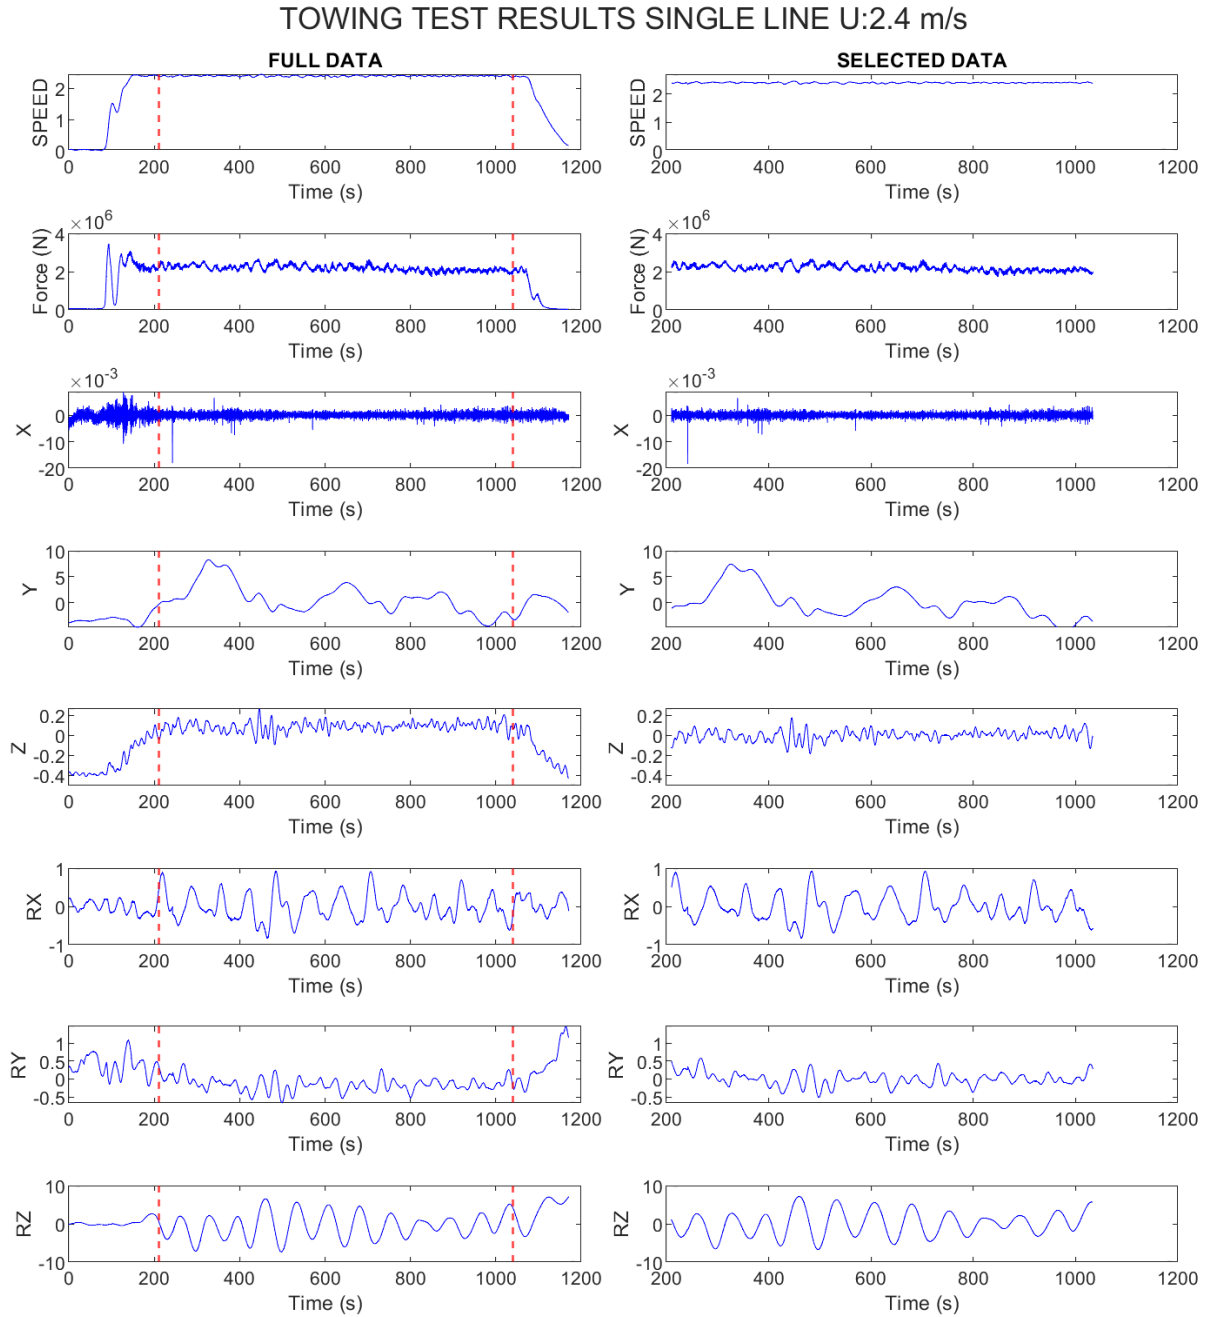 TOWING TEST RESULTS SINGLE LINE U:2.4 m/s
FULL DATA
SELECTED DATA
SPEED
2
1
0
0 200 400 600 800 1000 1200
Time (s)
SPEED
2
1
0
200 400 600 800 1000 1200
Time (s)
×10^6
Force (N)
4
2
0
0 200 400 600 800 1000 1200
Time (s)
×10^6
Force (N)
4
2
0
200 400 600 800 1000 1200
Time (s)
×10^-3
X
0
-10
-20
0 200 400 600 800 1000 1200
Time (s)
×10^-3
X
0
-10
-20
200 400 600 800 1000 1200
Time (s)
Y
10
5
0
0 200 400 600 800 1000 1200
Time (s)
Y
10
5
0
200 400 600 800 1000 1200
Time (s)
Z
0.2
0
-0.2
-0.4
0 200 400 600 800 1000 1200
Time (s)
Z
0.2
0
-0.2
-0.4
200 400 600 800 1000 1200
Time (s)
RX
1
0
-1
0 200 400 600 800 1000 1200
Time (s)
RX
1
0
-1
200 400 600 800 1000 1200
Time (s)
RY
1
0.5
0
-0.5
0 200 400 600 800 1000 1200
Time (s)
RY
1
0.5
0
-0.5
200 400 600 800 1000 1200
Time (s)
RZ
10
0
-10
0 200 400 600 800 1000 1200
Time (s)
RZ
10
0
-10
200 400 600 800 1000 1200
Time (s)